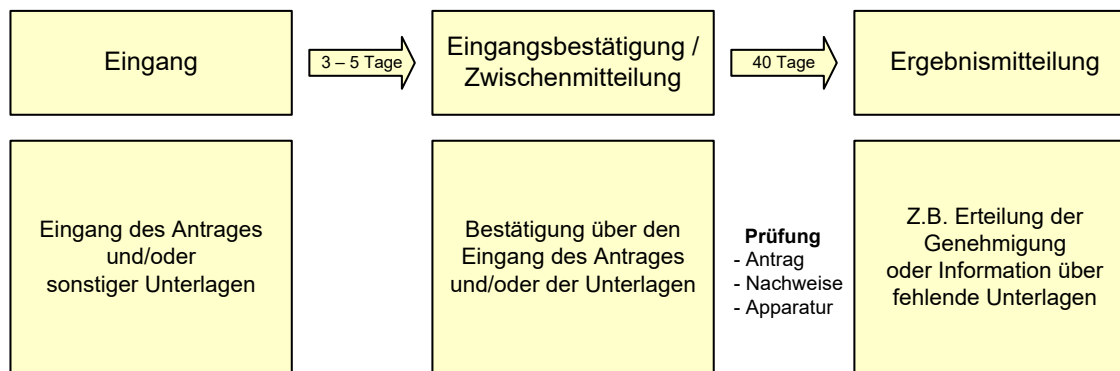 Eingang
3 – 5 Tage
Eingangsbestätigung /
Zwischenmitteilung
40 Tage
Ergebnismitteilung
Eingang des Antrages
und/oder
sonstiger Unterlagen
Bestätigung über den
Eingang des Antrages
und/oder der Unterlagen
Prüfung
- Antrag
- Nachweise
- Apparatur
Z.B. Erteilung der
Genehmigung
oder Information über
fehlende Unterlagen